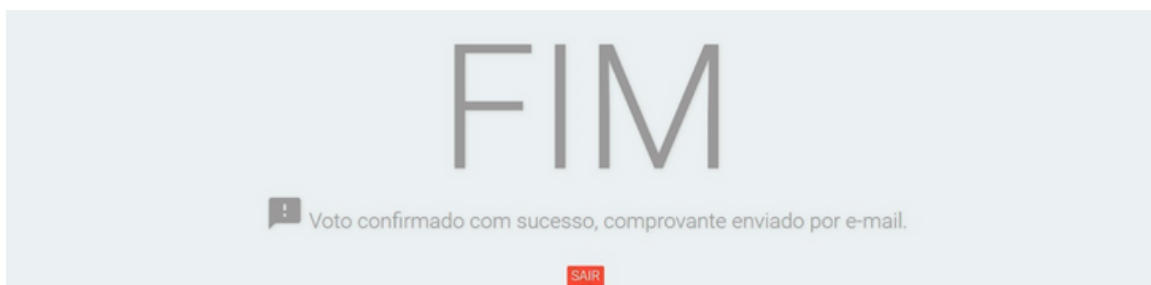 FIM
Voto confirmado com sucesso, comprovante enviado por e-mail.
SAIR